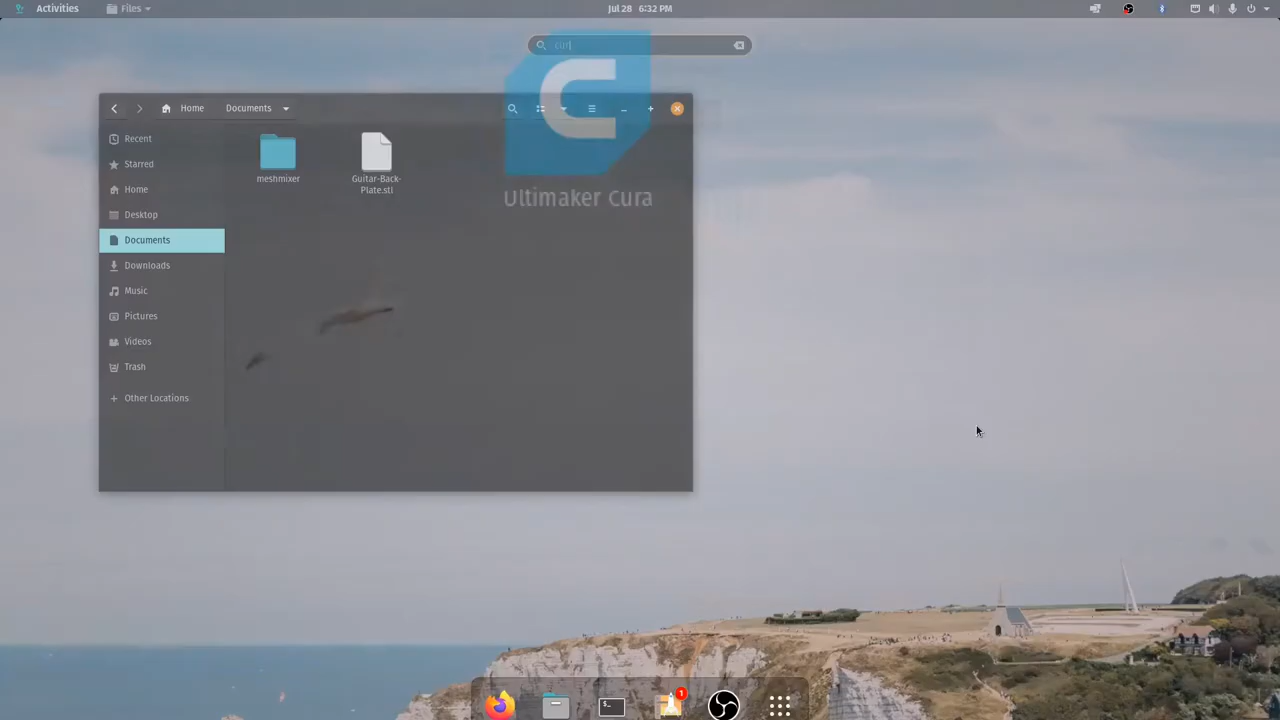 Activities
Files
Jul 28 6:32 PM
cur
Home
Documents
Recent
Starred
Home
Desktop
Documents
Downloads
Music
Pictures
Videos
Trash
Other Locations
meshmixer
Guitar-Back-
Plate.stl
Ultimaker Cura
1